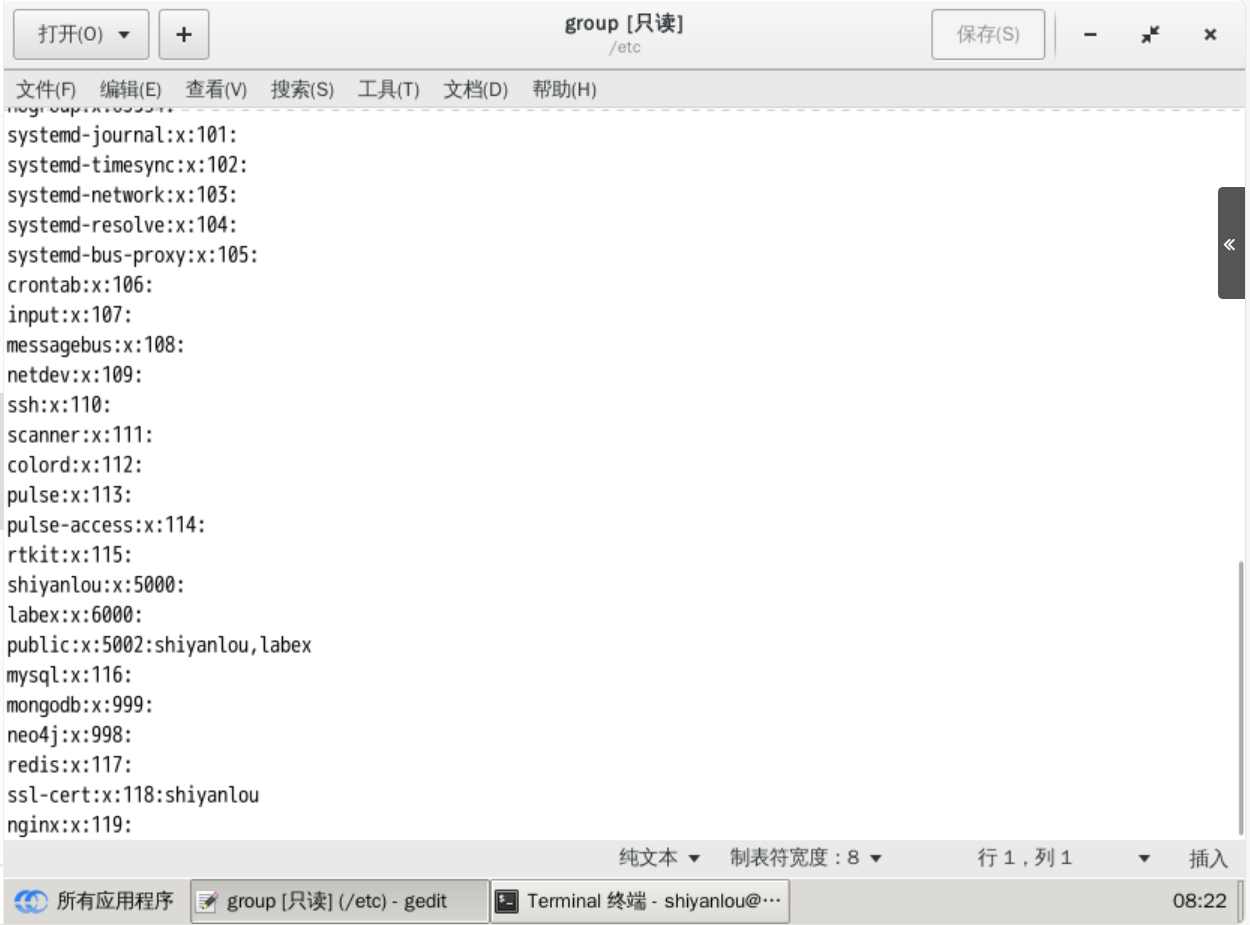 打开(O)
+
group [只读]
/etc
保存(S)
文件(F) 编辑(E) 查看(V) 搜索(S) 工具(T) 文档(D) 帮助(H)
nogroup:x:65534:
systemd-journal:x:101:
systemd-timesync:x:102:
systemd-network:x:103:
systemd-resolve:x:104:
systemd-bus-proxy:x:105:
crontab:x:106:
input:x:107:
messagebus:x:108:
netdev:x:109:
ssh:x:110:
scanner:x:111:
colord:x:112:
pulse:x:113:
pulse-access:x:114:
rtkit:x:115:
shiyanlou:x:5000:
labex:x:6000:
public:x:5002:shiyanlou,labex
mysql:x:116:
mongodb:x:999:
neo4j:x:998:
redis:x:117:
ssl-cert:x:118:shiyanlou
nginx:x:119:
纯文本 制表符宽度：8 行 1，列 1 插入
所有应用程序 group [只读] (/etc) - gedit Terminal 终端 - shiyanlou@··· 08:22